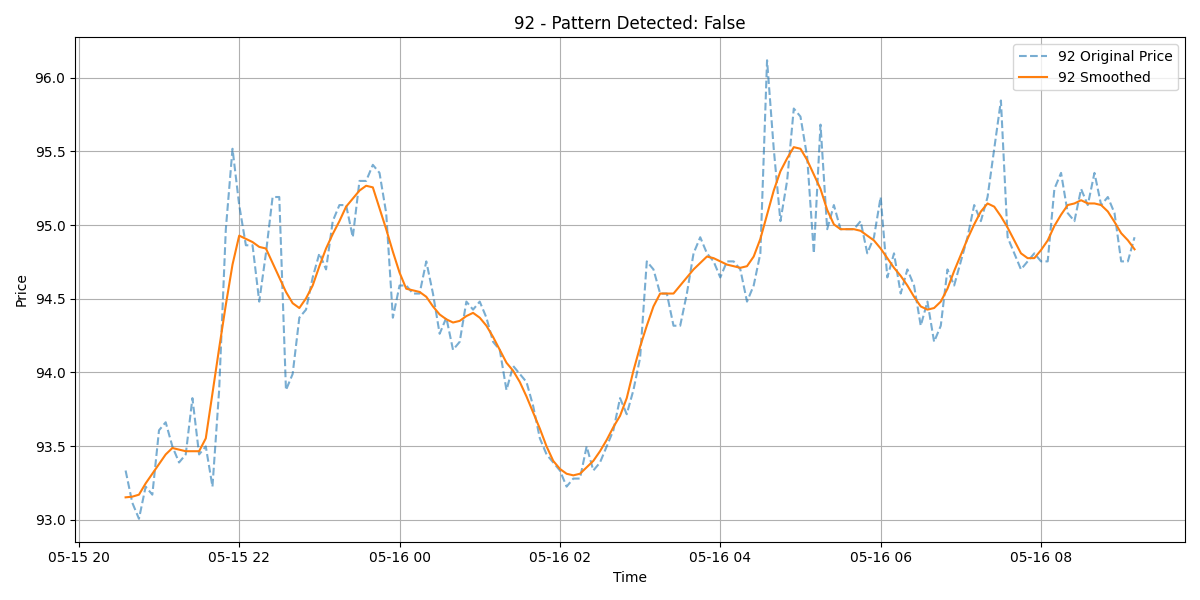 92 - Pattern Detected: False
92 Original Price
92 Smoothed
Price
96.0
95.5
95.0
94.5
94.0
93.5
93.0
05-15 20 05-15 22 05-16 00 05-16 02 05-16 04 05-16 06 05-16 08
Time